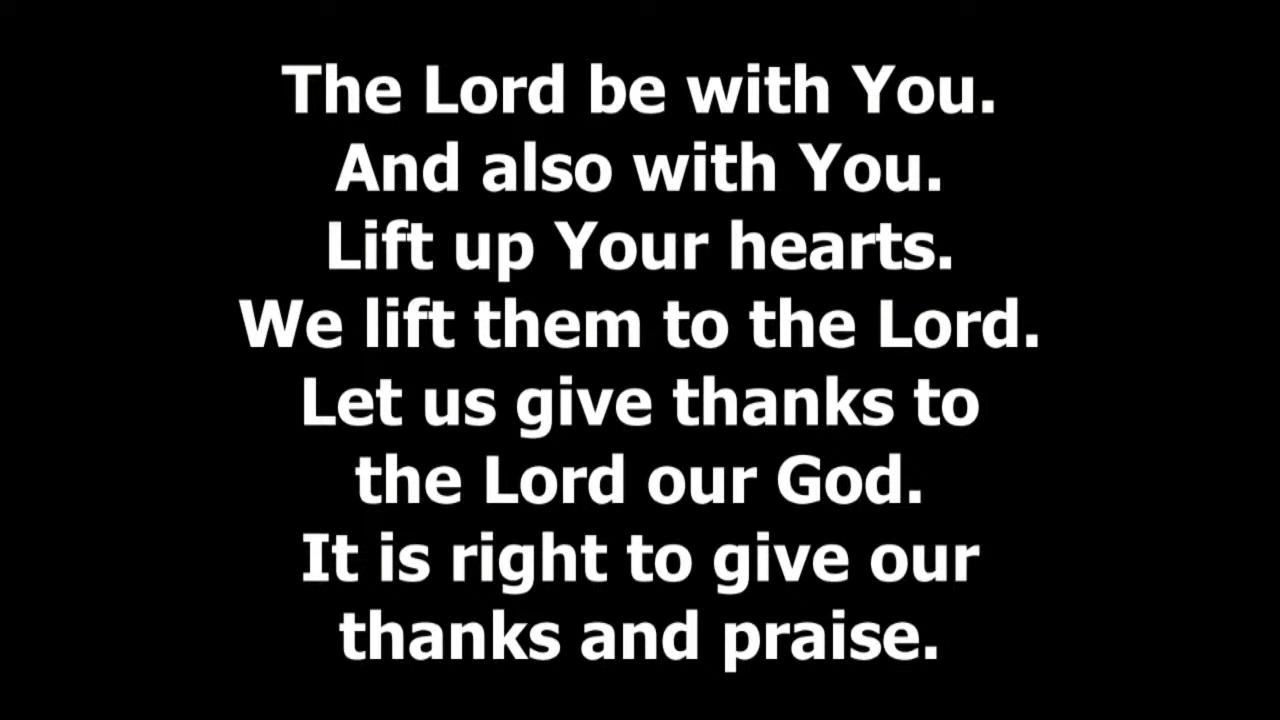 The Lord be with You.
And also with You.
Lift up Your hearts.
We lift them to the Lord.
Let us give thanks to
the Lord our God.
It is right to give our
thanks and praise.